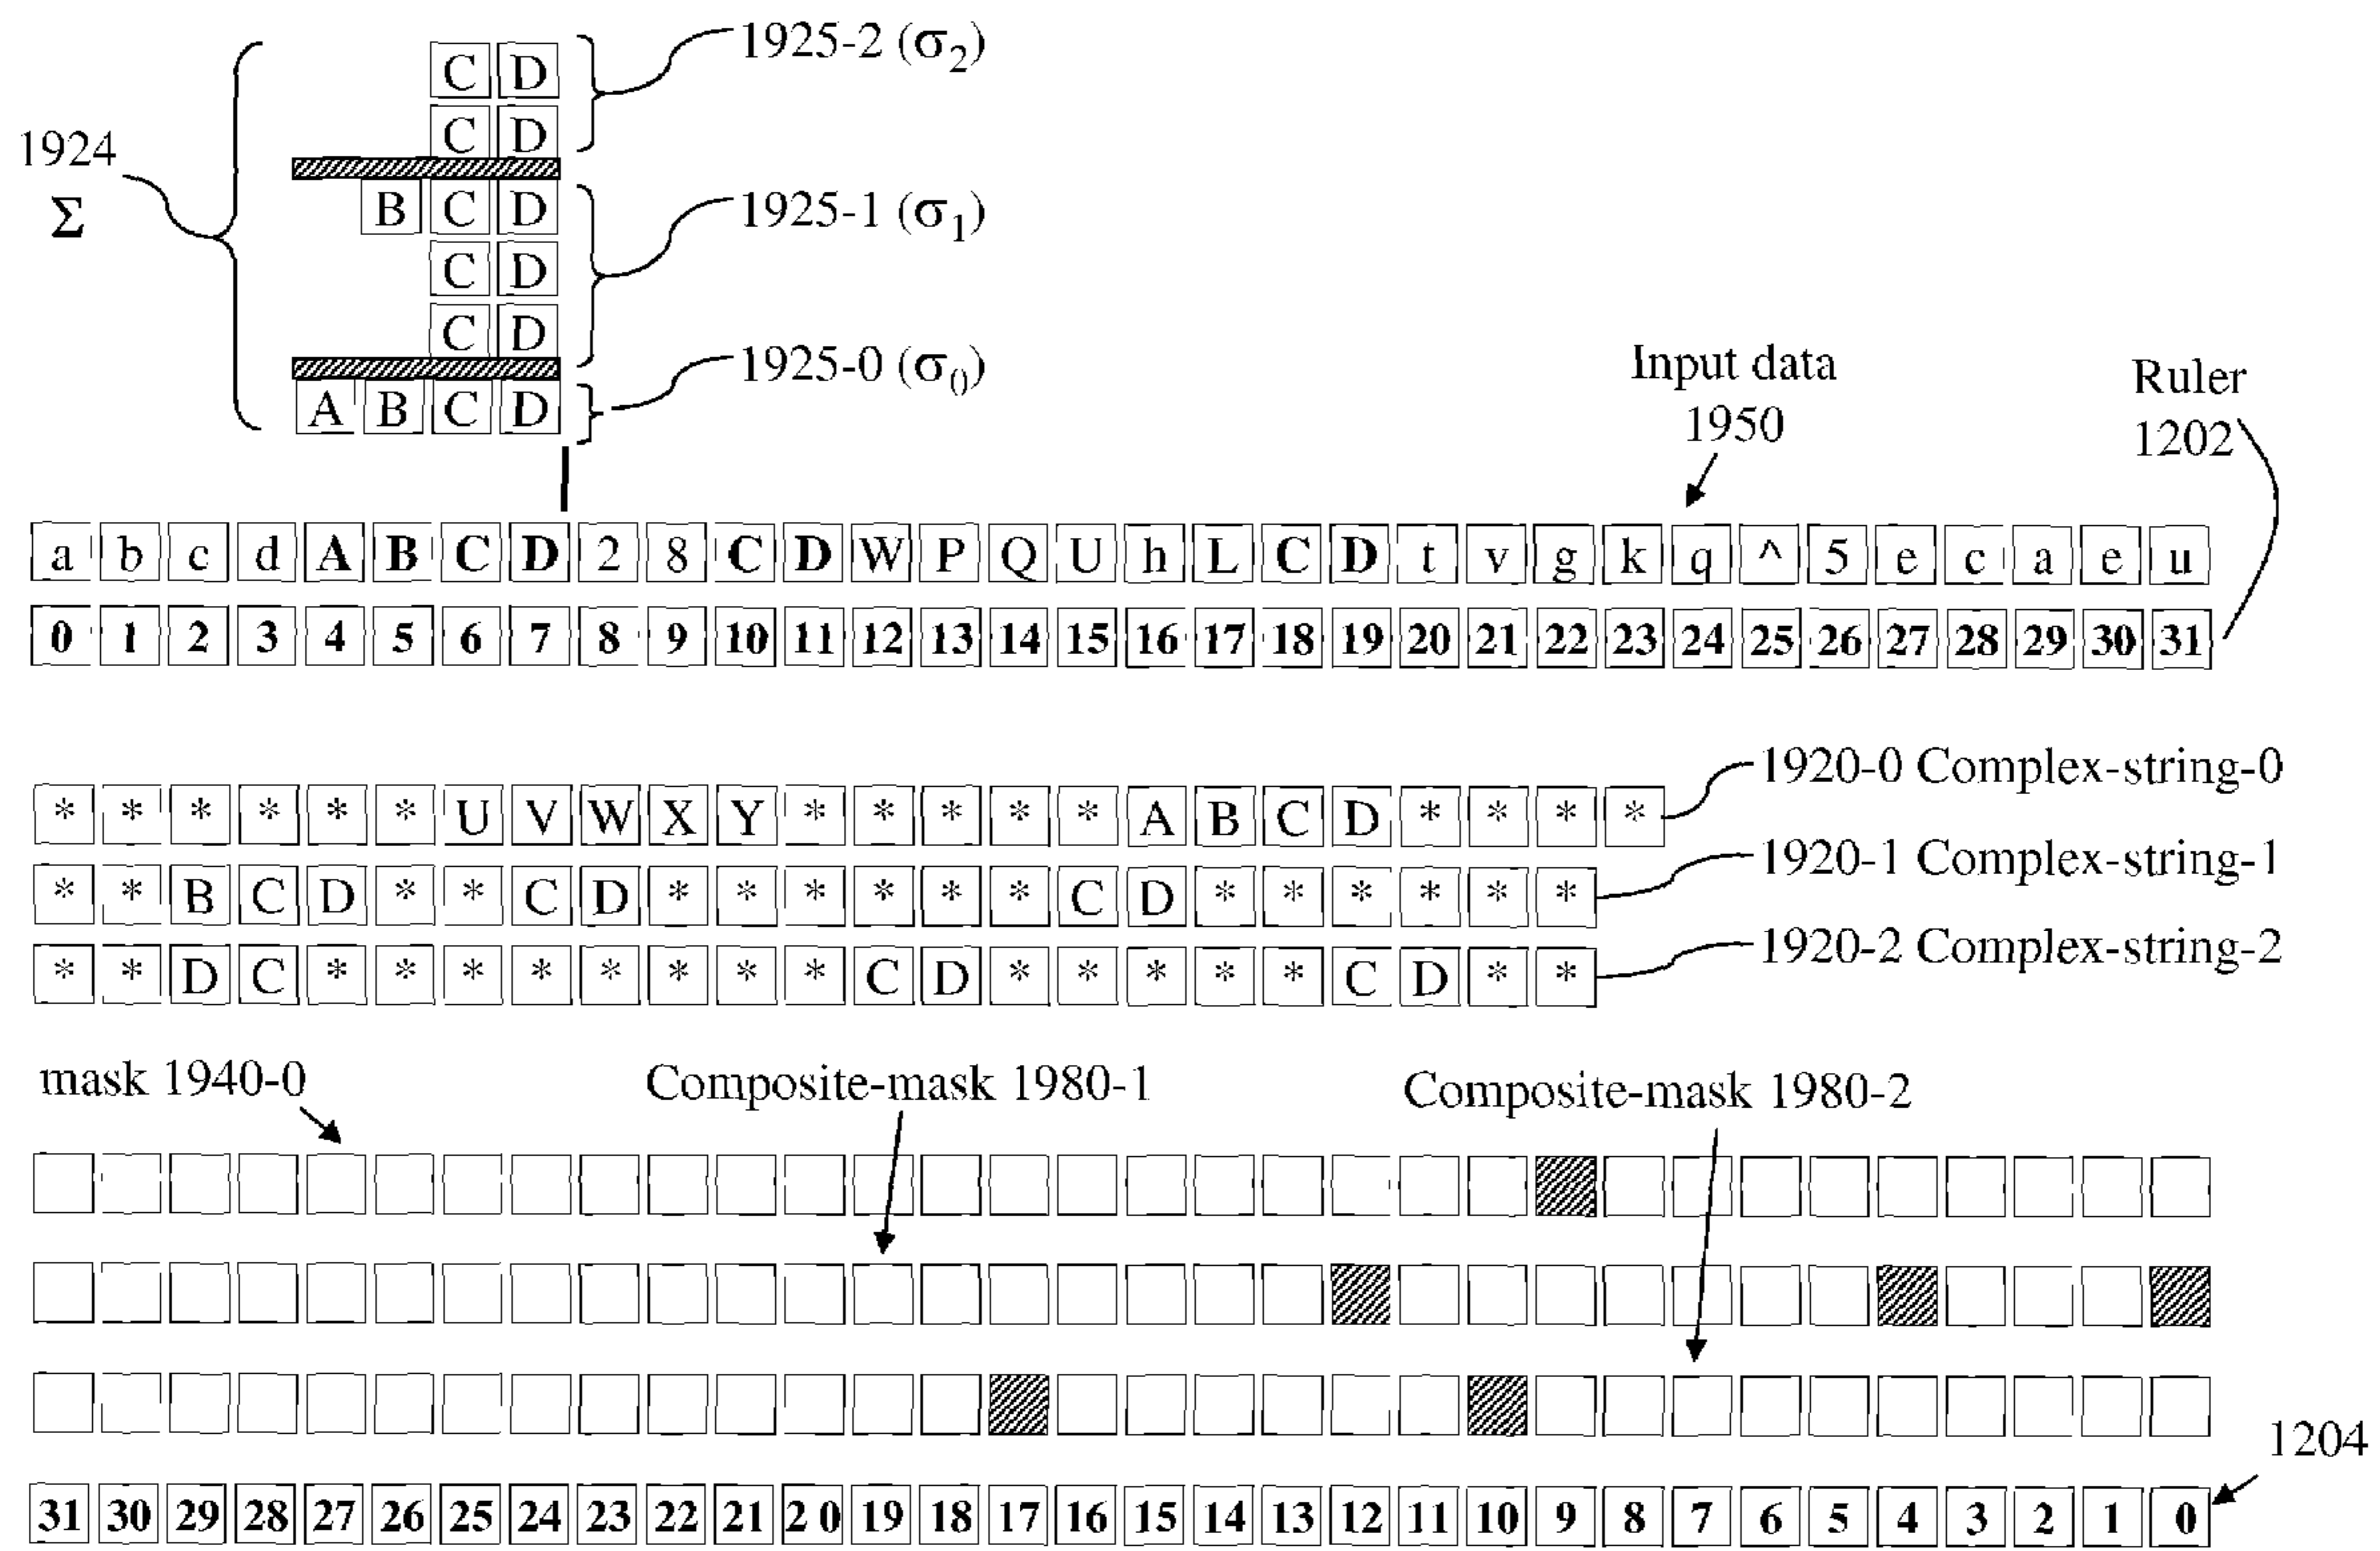 1925-2 (σ2)
C D
C D
1924
Σ
1925-1 (σ1)
B C D
C D
C D
1925-0 (σ0)
A B C D
Input data
1950
Ruler
1202
a b c d A B C D 2 8 C D W P Q U h L C D t v g k q ^ 5 e c a e u
0 1 2 3 4 5 6 7 8 9 10 11 12 13 14 15 16 17 18 19 20 21 22 23 24 25 26 27 28 29 30 31
* * * * * * U V W X Y * * * * * A B C D * * * *
1920-0 Complex-string-0
* * B C D * * C D * * * * * * C D * * * * * *
1920-1 Complex-string-1
* * D C * * * * * * * * C D * * * * * C D * *
1920-2 Complex-string-2
mask 1940-0
Composite-mask 1980-1
Composite-mask 1980-2
1204
31 30 29 28 27 26 25 24 23 22 21 20 19 18 17 16 15 14 13 12 11 10 9 8 7 6 5 4 3 2 1 0